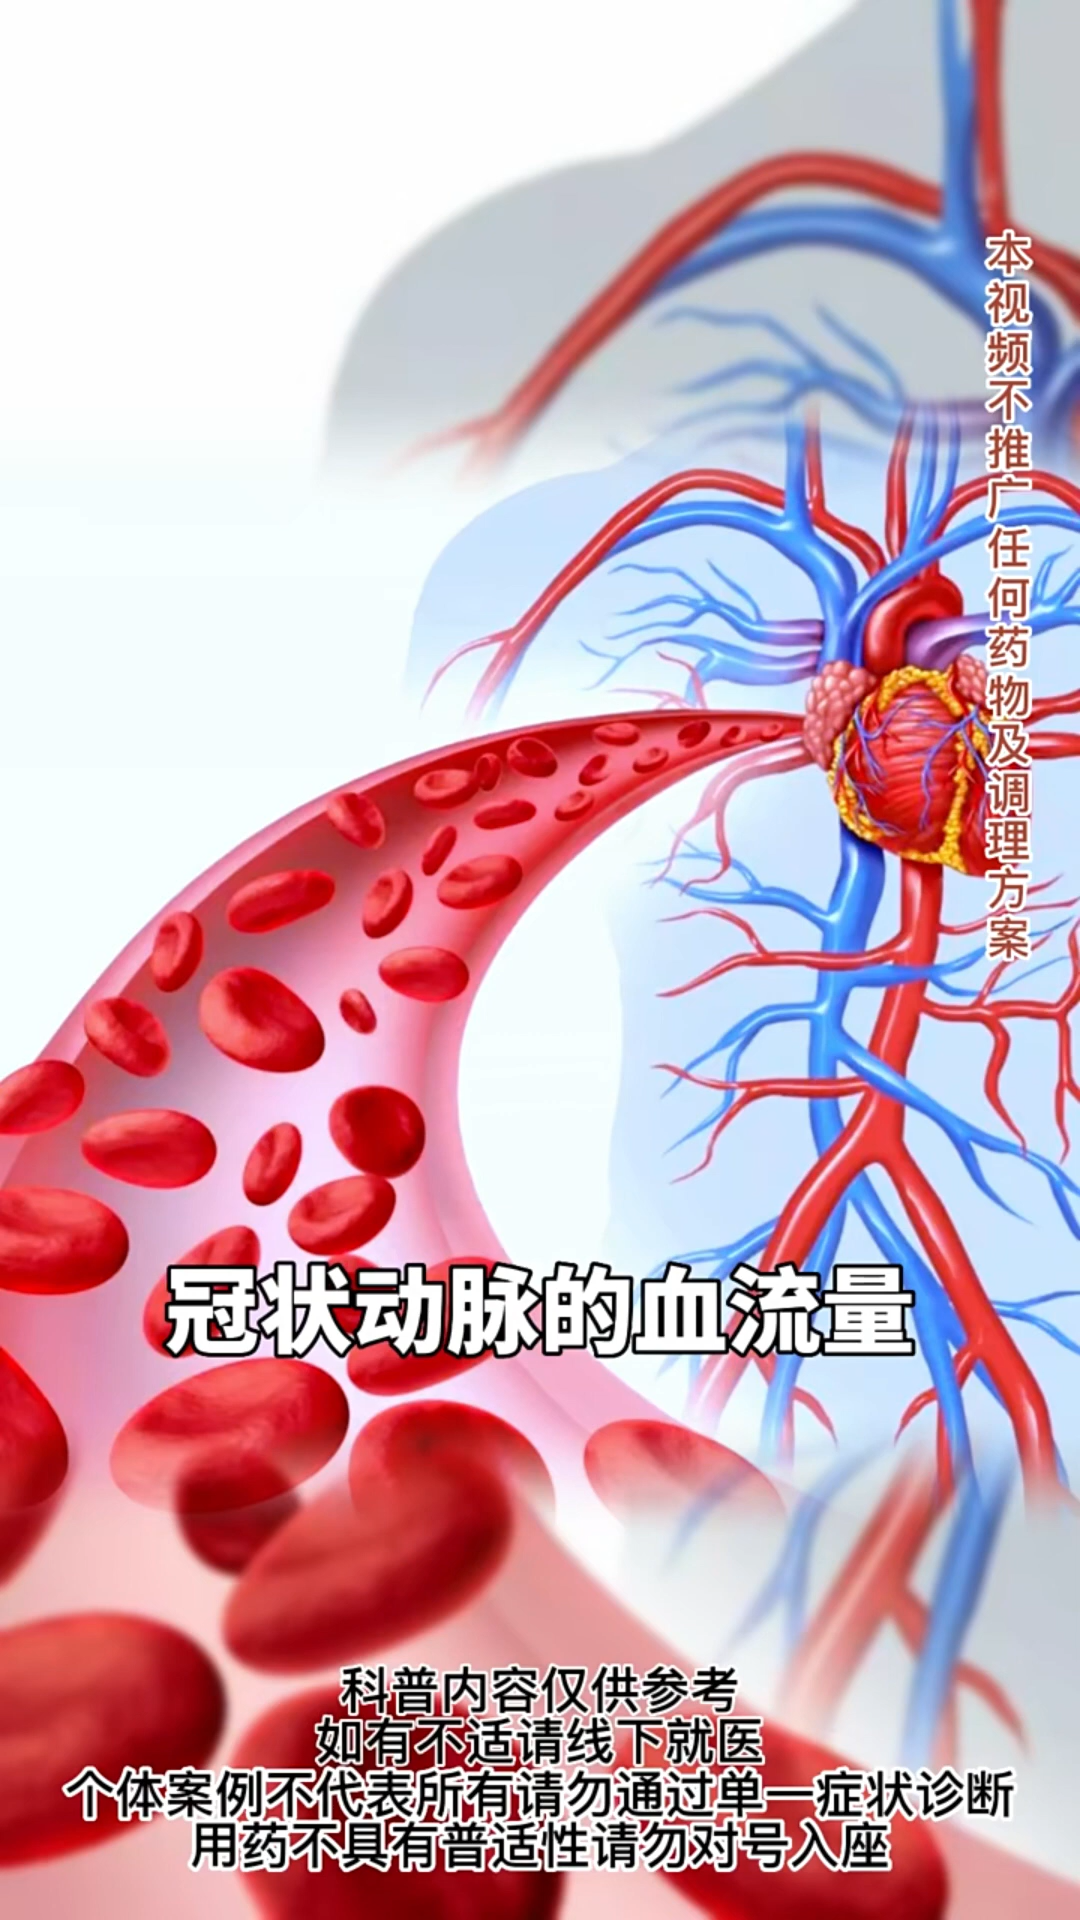 本视频不推广任何药物及调理方案
冠状动脉的血流量
科普内容仅供参考
如有不适请线下就医
个体案例不代表所有请勿通过单一症状诊断
用药不具有普适性请勿对号入座